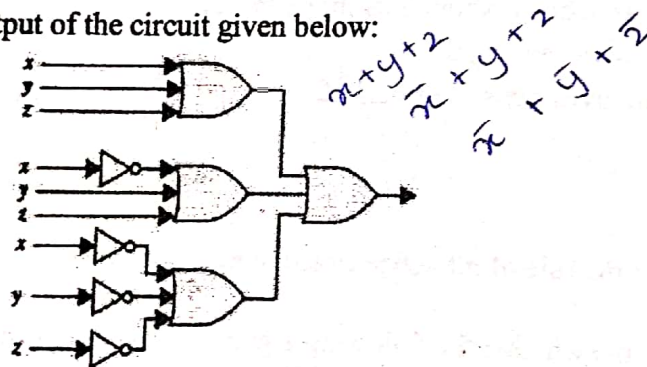 tput of the circuit given below:
x
y
z
x
y
z
x
y
z
x+y+z
x̄+y+z
x̄+ȳ+z̄